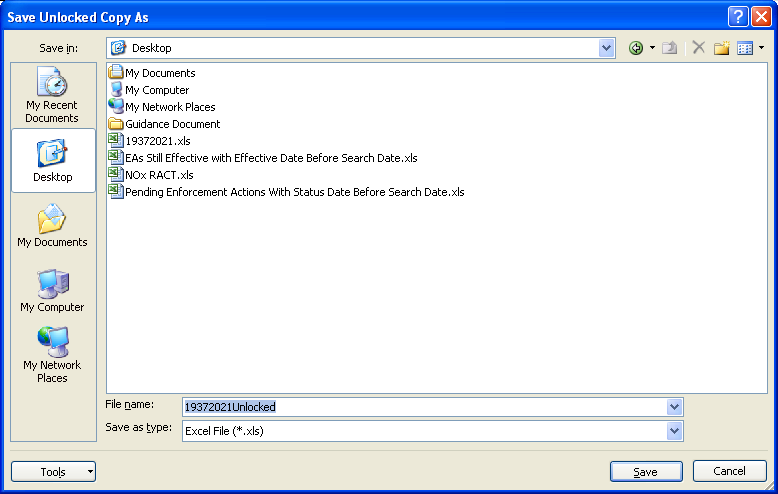 Save Unlocked Copy As
Save in:
Desktop
My Recent
Documents
Desktop
My Documents
My Computer
My Network
Places
My Documents
My Computer
My Network Places
Guidance Document
19372021.xls
EAs Still Effective with Effective Date Before Search Date.xls
NOx RACT.xls
Pending Enforcement Actions With Status Date Before Search Date.xls
File name:
19372021Unlocked
Save as type:
Excel File (*.xls)
Tools
Save
Cancel